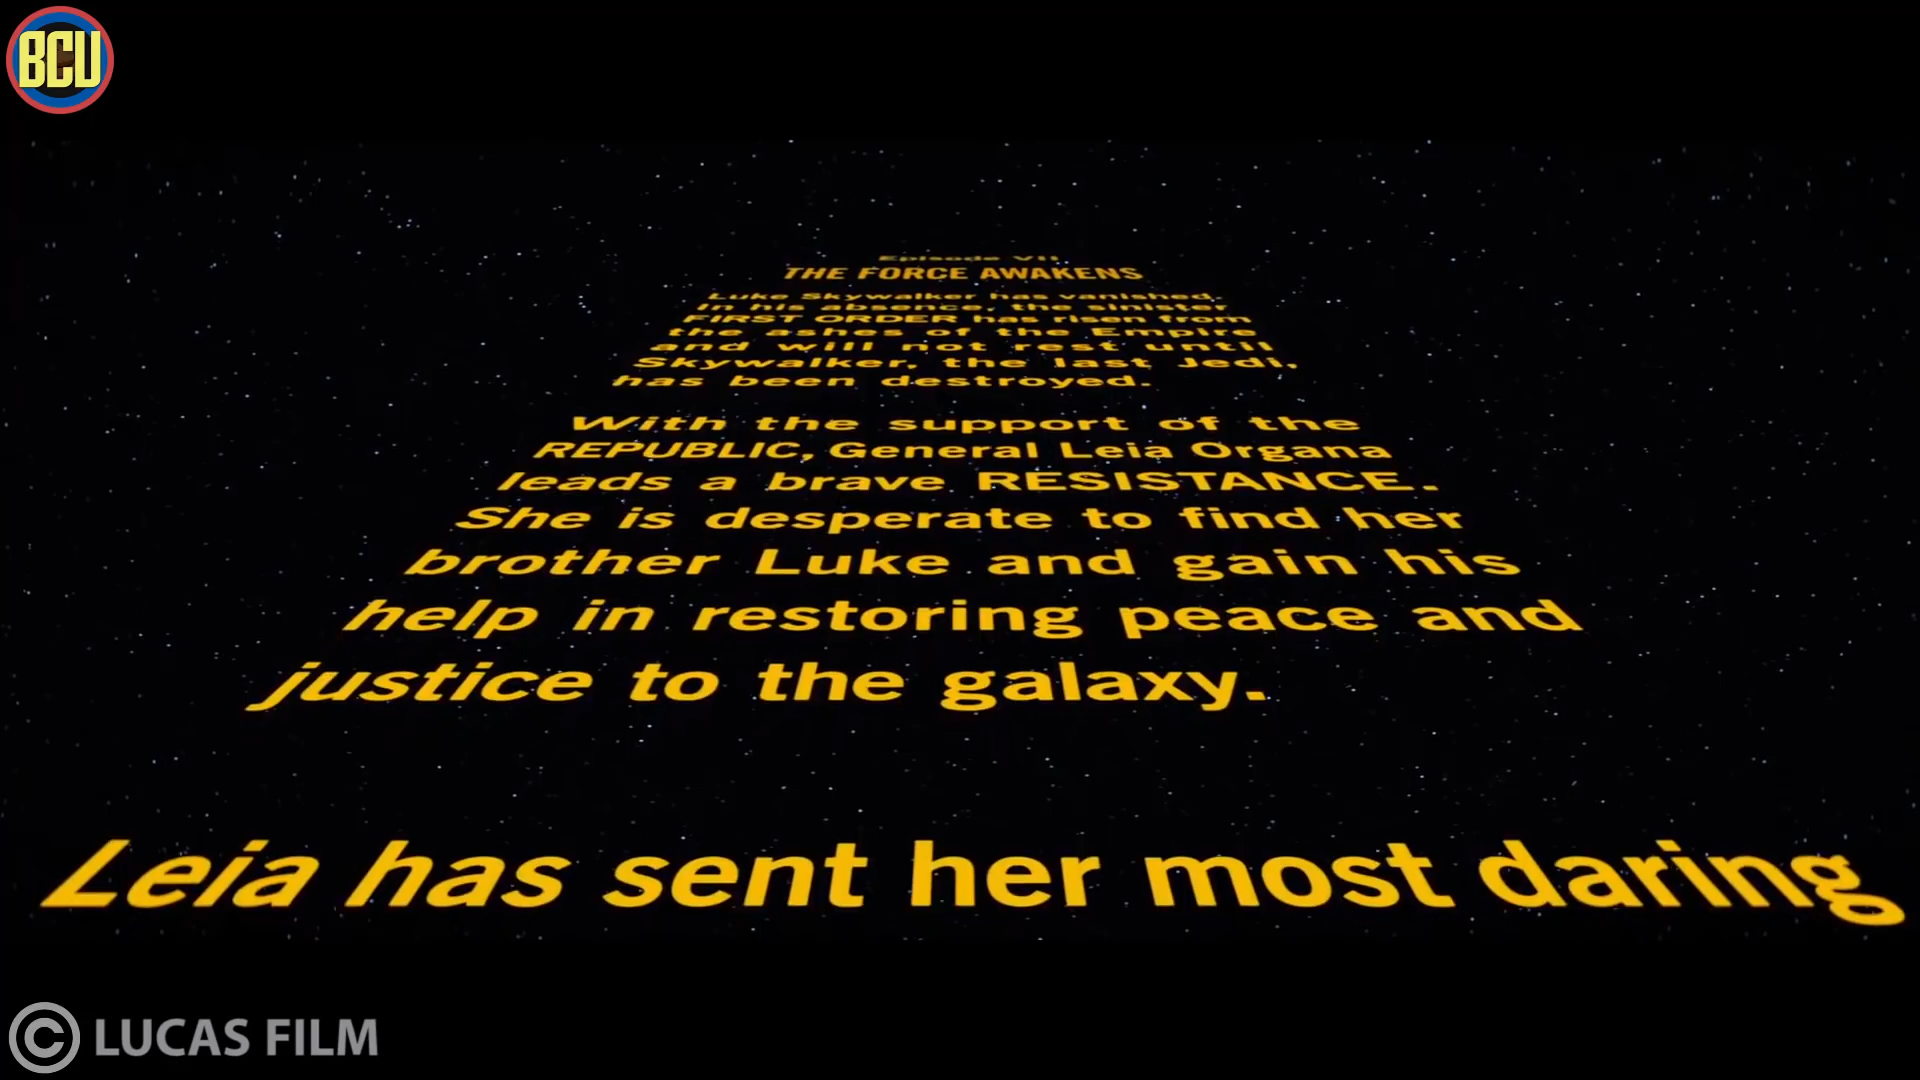 BCU
Episode VII
THE FORCE AWAKENS
Luke Skywalker has vanished.
In his absence, the sinister
FIRST ORDER has risen from
the ashes of the Empire
and will not rest until
Skywalker, the last Jedi,
has been destroyed.
With the support of the
REPUBLIC, General Leia Organa
leads a brave RESISTANCE.
She is desperate to find her
brother Luke and gain his
help in restoring peace and
justice to the galaxy.
Leia has sent her most daring
© LUCAS FILM